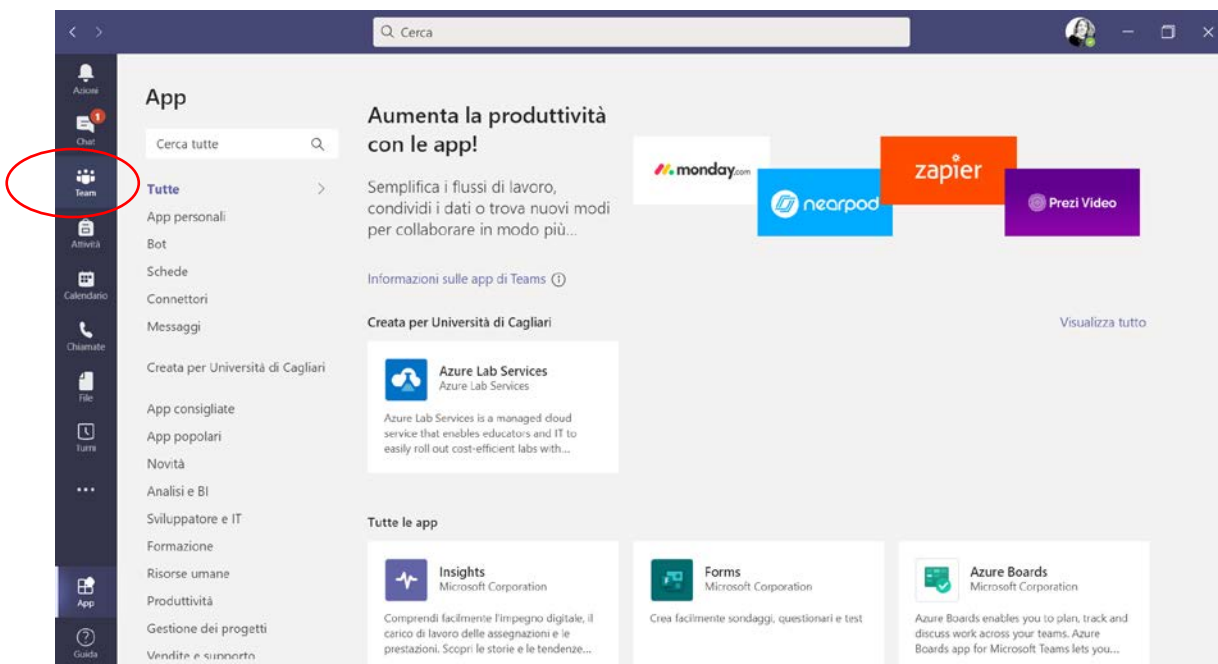 Cerca
Azioni
1
Chat
Team
Attività
Calendario
Chiamate
File
Turni
App
Guida
App
Cerca tutte
Tutte
App personali
Bot
Schede
Connettori
Messaggi
Creata per Università di Cagliari
App consigliate
App popolari
Novità
Analisi e BI
Sviluppatore e IT
Formazione
Risorse umane
Produttività
Gestione dei progetti
Vendite e supporto
Aumenta la produttività
con le app!
Semplifica i flussi di lavoro,
condividi i dati o trova nuovi modi
per collaborare in modo più...
Informazioni sulle app di Teams
monday.com
nearpod
zapier
Prezi Video
Creata per Università di Cagliari
Visualizza tutto
Azure Lab Services
Azure Lab Services
Azure Lab Services is a managed cloud
service that enables educators and IT to
easily roll out cost-efficient labs with...
Tutte le app
Insights
Microsoft Corporation
Comprendi facilmente l'impegno digitale, il
carico di lavoro delle assegnazioni e le
prestazioni. Scopri le storie e le tendenze...
Forms
Microsoft Corporation
Crea facilmente sondaggi, questionari e test
Azure Boards
Microsoft Corporation
Azure Boards enables you to plan, track and
discuss work across your teams. Azure
Boards app for Microsoft Teams lets you...